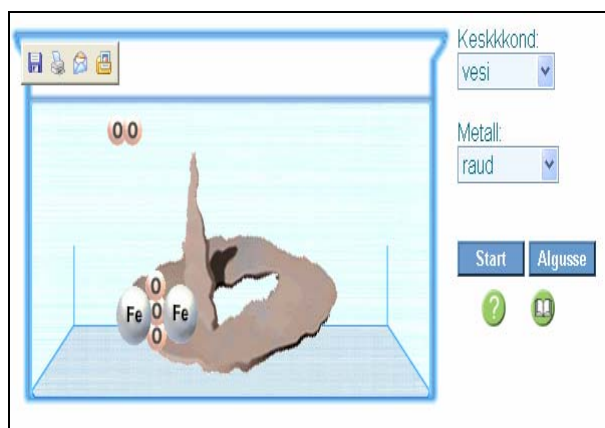 Keskkkond:
vesi
Metall:
raud
Start Algusse
?
O O
O
Fe O Fe
O